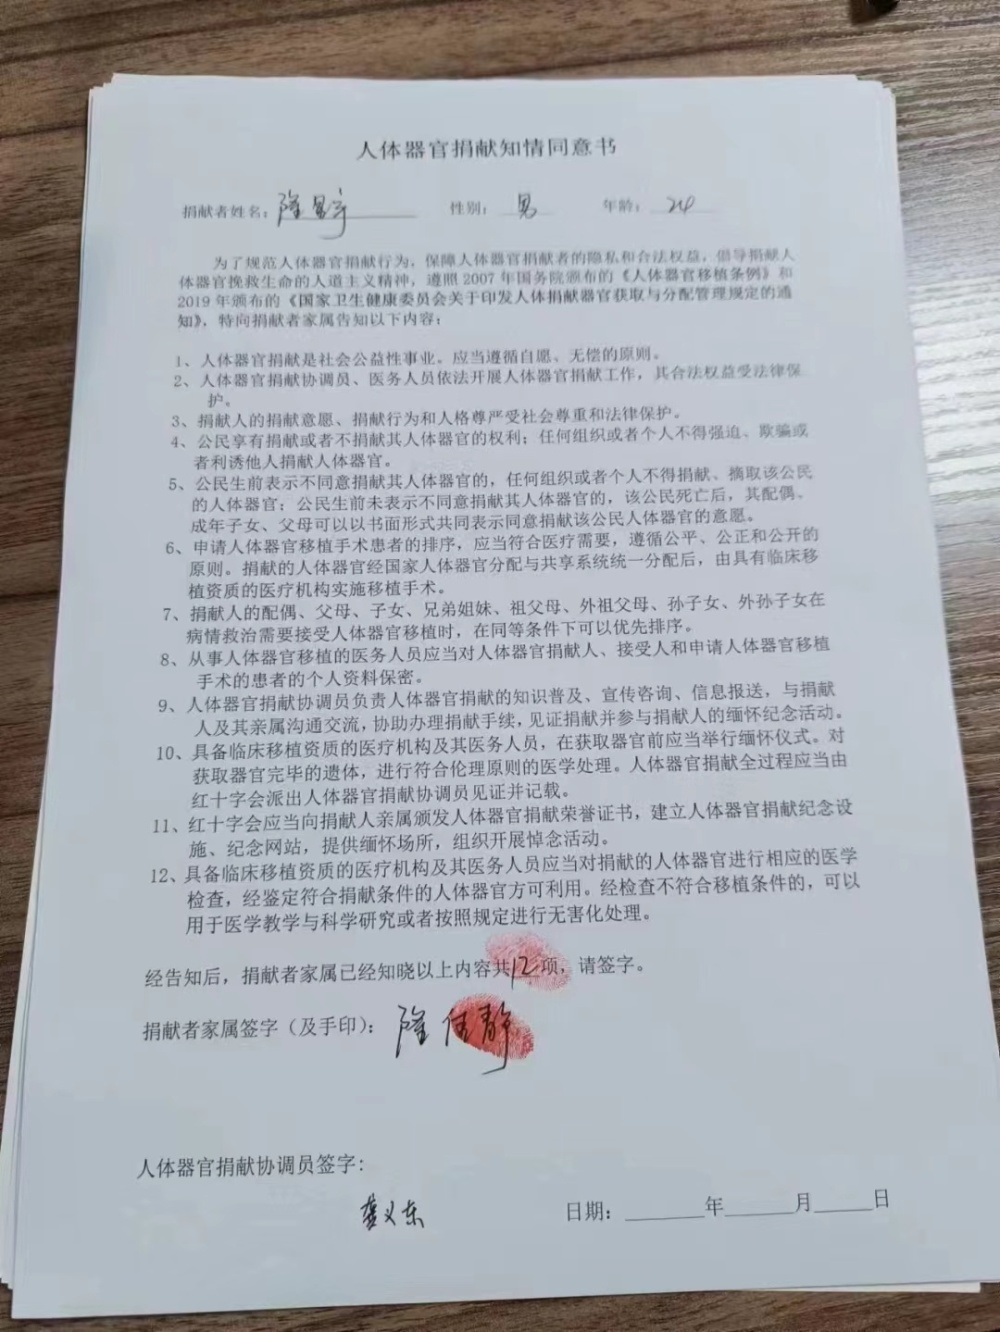 人体器官捐献知情同意书
捐献者姓名：隆昱宇 性别：男 年龄：24
为了规范人体器官捐献行为，保障人体器官捐献者的隐私和合法权益，倡导捐献人
体器官挽救生命的人道主义精神，遵照 2007 年国务院颁布的《人体器官移植条例》和
2019 年颁布的《国家卫生健康委员会关于印发人体捐献器官获取与分配管理规定的通
知》，特向捐献者家属告知以下内容：
1、人体器官捐献是社会公益性事业。应当遵循自愿、无偿的原则。
2、人体器官捐献协调员、医务人员依法开展人体器官捐献工作，其合法权益受法律保
护。
3、捐献人的捐献意愿、捐献行为和人格尊严受社会尊重和法律保护。
4、公民享有捐献或者不捐献其人体器官的权利；任何组织或者个人不得强迫、欺骗或
者利诱他人捐献人体器官。
5、公民生前表示不同意捐献其人体器官的，任何组织或者个人不得捐献、摘取该公民
的人体器官；公民生前未表示不同意捐献其人体器官的，该公民死亡后，其配偶、
成年子女、父母可以以书面形式共同表示同意捐献该公民人体器官的意愿。
6、申请人体器官移植手术患者的排序，应当符合医疗需要，遵循公平、公正和公开的
原则。捐献的人体器官经国家人体器官分配与共享系统统一分配后，由具有临床移
植资质的医疗机构实施移植手术。
7、捐献人的配偶、父母、子女、兄弟姐妹、祖父母、外祖父母、孙子女、外孙子女在
病情救治需要接受人体器官移植时，在同等条件下可以优先排序。
8、从事人体器官移植的医务人员应当对人体器官捐献人、接受人和申请人体器官移植
手术的患者的个人资料保密。
9、人体器官捐献协调员负责人体器官捐献的知识普及、宣传咨询、信息报送，与捐献
人及其亲属沟通交流，协助办理捐献手续，见证捐献并参与捐献人的缅怀纪念活动。
10、具备临床移植资质的医疗机构及其医务人员，在获取器官前应当举行缅怀仪式。对
获取器官完毕的遗体，进行符合伦理原则的医学处理。人体器官捐献全过程应当由
红十字会派出人体器官捐献协调员见证并记载。
11、红十字会应当向捐献人亲属颁发人体器官捐献荣誉证书，建立人体器官捐献纪念设
施、纪念网站，提供缅怀场所，组织开展悼念活动。
12、具备临床移植资质的医疗机构及其医务人员应当对捐献的人体器官进行相应的医学
检查，经鉴定符合捐献条件的人体器官方可利用。经检查不符合移植条件的，可以
用于医学教学与科学研究或者按照规定进行无害化处理。
经告知后，捐献者家属已经知晓以上内容共12项，请签字。
捐献者家属签字（及手印）：隆佳静
人体器官捐献协调员签字：
龚义东 日期：____年____月____日